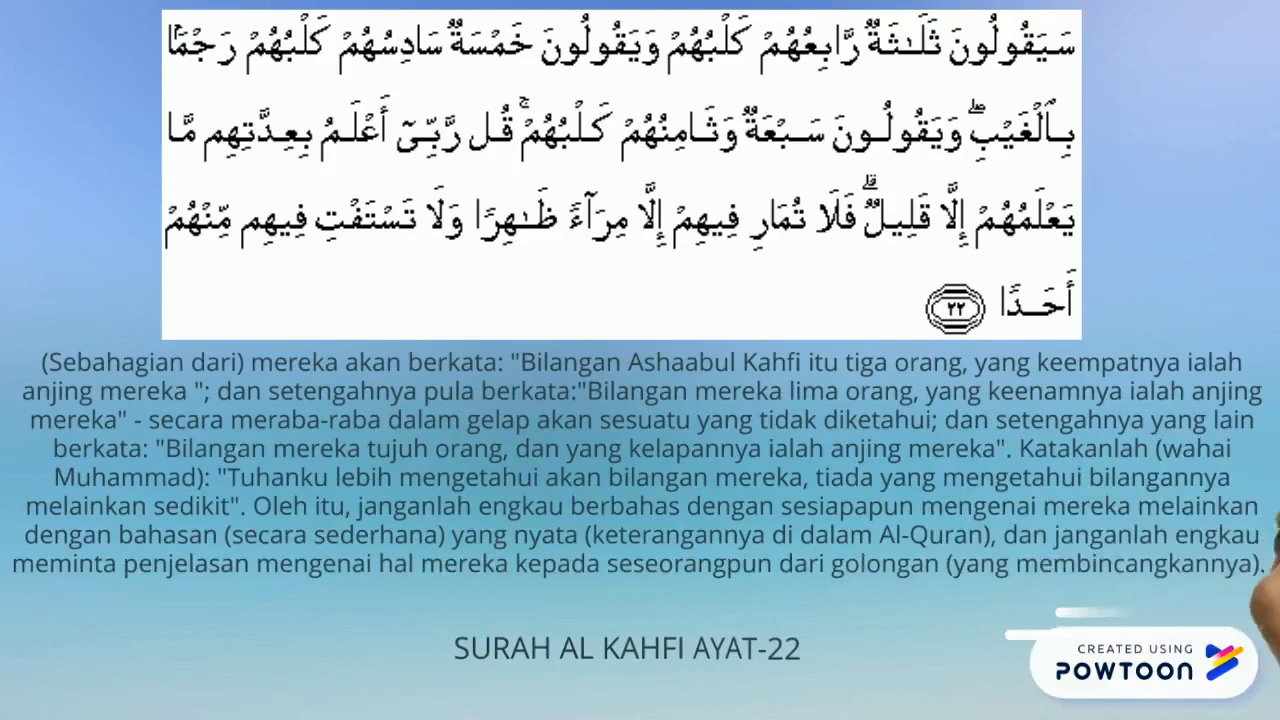 سَيَقُولُونَ ثَلَـٰثَةٌ رَّابِعُهُمْ كَلْبُهُمْ وَيَقُولُونَ خَمْسَةٌ سَادِسُهُمْ كَلْبُهُمْ رَجْمًۢا
بِٱلْغَيْبِ ۖ وَيَقُولُونَ سَبْعَةٌ وَثَامِنُهُمْ كَلْبُهُمْ ۚ قُل رَّبِّىٓ أَعْلَمُ بِعِدَّتِهِم مَّا
يَعْلَمُهُمْ إِلَّا قَلِيلٌ ۗ فَلَا تُمَارِ فِيهِمْ إِلَّا مِرَآءً ظَـٰهِرًا وَلَا تَسْتَفْتِ فِيهِم مِّنْهُمْ
أَحَدًا ٢٢
(Sebahagian dari) mereka akan berkata: "Bilangan Ashaabul Kahfi itu tiga orang, yang keempatnya ialah
anjing mereka "; dan setengahnya pula berkata:"Bilangan mereka lima orang, yang keenamnya ialah anjing
mereka" - secara meraba-raba dalam gelap akan sesuatu yang tidak diketahui; dan setengahnya yang lain
berkata: "Bilangan mereka tujuh orang, dan yang kelapannya ialah anjing mereka". Katakanlah (wahai
Muhammad): "Tuhanku lebih mengetahui akan bilangan mereka, tiada yang mengetahui bilangannya
melainkan sedikit". Oleh itu, janganlah engkau berbahas dengan sesiapapun mengenai mereka melainkan
dengan bahasan (secara sederhana) yang nyata (keterangannya di dalam Al-Quran), dan janganlah engkau
meminta penjelasan mengenai hal mereka kepada seseorangpun dari golongan (yang membincangkannya).
SURAH AL KAHFI AYAT-22
CREATED USING
POWTOON